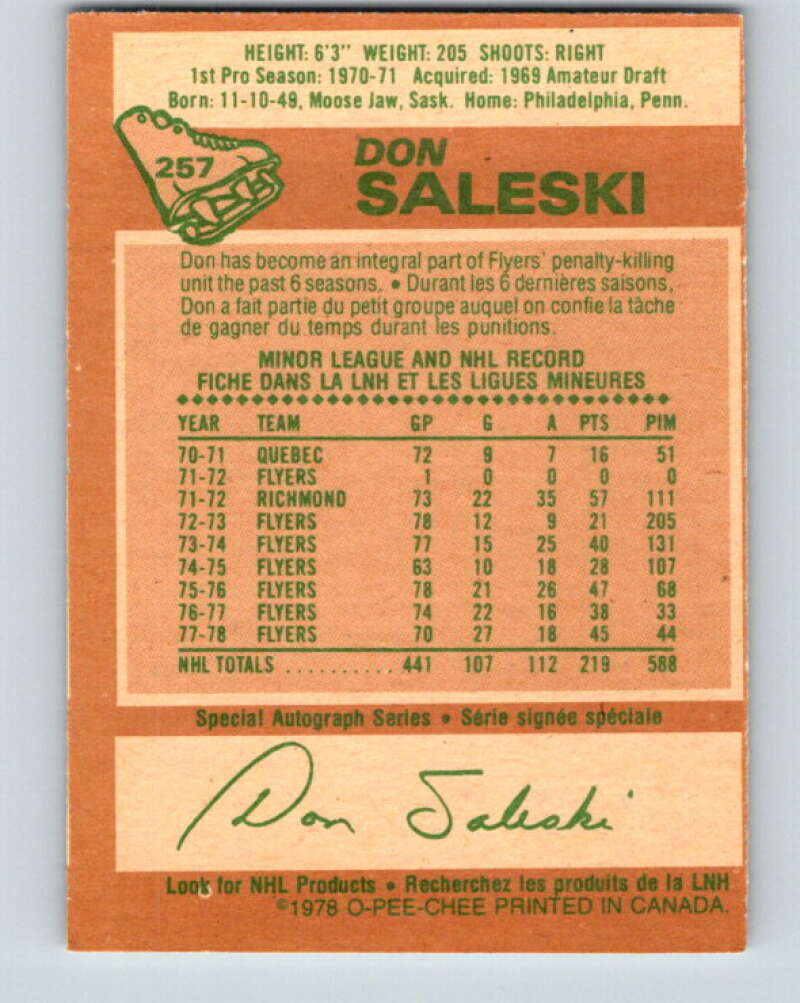 HEIGHT: 6'3" WEIGHT: 205 SHOOTS: RIGHT
1st Pro Season: 1970-71 Acquired: 1969 Amateur Draft
Born: 11-10-49, Moose Jaw, Sask. Home: Philadelphia, Penn.
257
DON
SALESKI
Don has become an integral part of Flyers' penalty-killing
unit the past 6 seasons. • Durant les 6 dernières saisons,
Don a fait partie du petit groupe auquel on confie la tâche
de gagner du temps durant les punitions.
MINOR LEAGUE AND NHL RECORD
FICHE DANS LA LNH ET LES LIGUES MINEURES
YEAR TEAM GP G A PTS PIM
70-71 QUEBEC 72 9 7 16 51
71-72 FLYERS 1 0 0 0 0
71-72 RICHMOND 73 22 35 57 111
72-73 FLYERS 78 12 9 21 205
73-74 FLYERS 77 15 25 40 131
74-75 FLYERS 63 10 18 28 107
75-76 FLYERS 78 21 26 47 68
76-77 FLYERS 74 22 16 38 33
77-78 FLYERS 70 27 18 45 44
NHL TOTALS .......... 441 107 112 219 588
Special Autograph Series • Série signée spéciale
Don Saleski
Look for NHL Products • Recherchez les produits de la LNH
©1978 O-PEE-CHEE PRINTED IN CANADA.